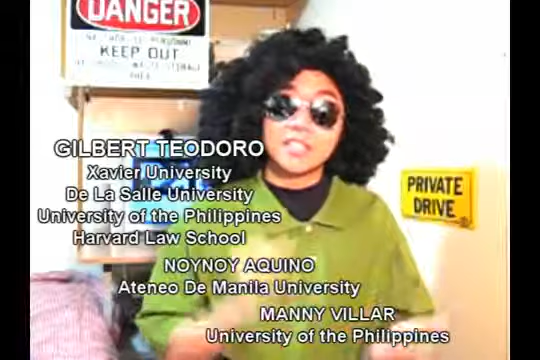 DANGER
KEEP OUT
AREA
GILBERT TEODORO
Xavier University
De La Salle University
University of the Philippines
Harvard Law School
PRIVATE
DRIVE
NOYNOY AQUINO
Ateneo De Manila University
MANNY VILLAR
University of the Philippines